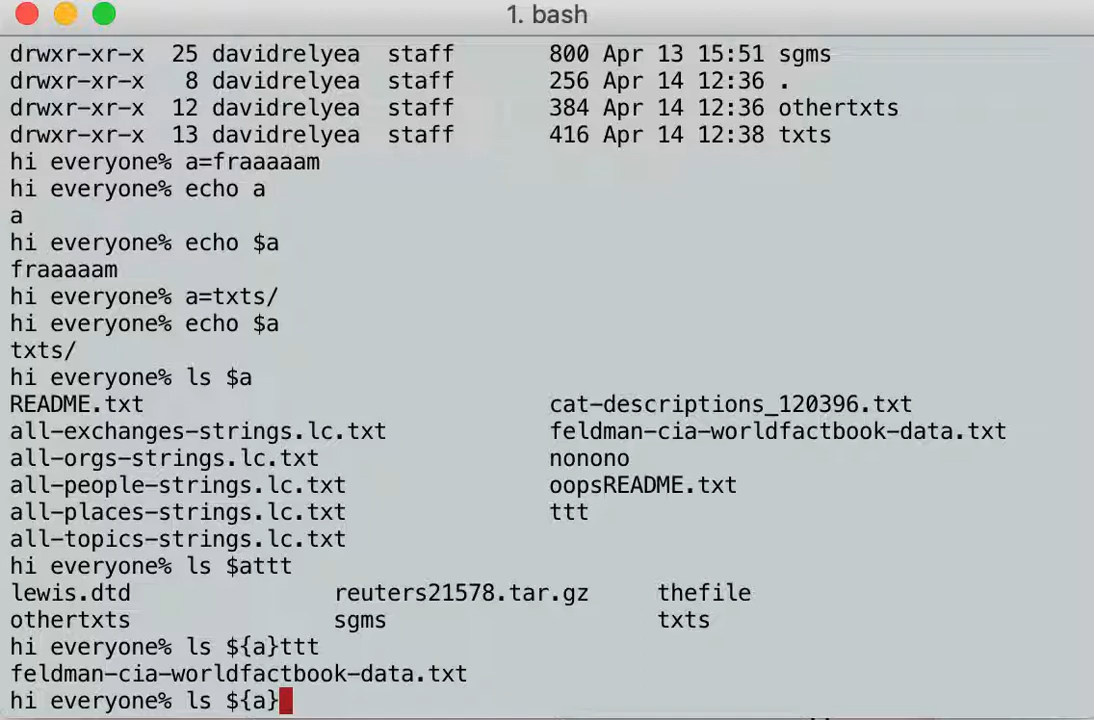 1. bash
drwxr-xr-x  25 davidrelyea  staff       800 Apr 13 15:51 sgms
drwxr-xr-x   8 davidrelyea  staff       256 Apr 14 12:36 .
drwxr-xr-x  12 davidrelyea  staff       384 Apr 14 12:36 othertxts
drwxr-xr-x  13 davidrelyea  staff       416 Apr 14 12:38 txts
hi everyone% a=fraaaaam
hi everyone% echo a
a
hi everyone% echo $a
fraaaaam
hi everyone% a=txts/
hi everyone% echo $a
txts/
hi everyone% ls $a
README.txt                              cat-descriptions_120396.txt
all-exchanges-strings.lc.txt            feldman-cia-worldfactbook-data.txt
all-orgs-strings.lc.txt                 nonono
all-people-strings.lc.txt               oopsREADME.txt
all-places-strings.lc.txt               ttt
all-topics-strings.lc.txt
hi everyone% ls $attt
lewis.dtd               reuters21578.tar.gz     thefile
othertxts               sgms                    txts
hi everyone% ls ${a}ttt
feldman-cia-worldfactbook-data.txt
hi everyone% ls ${a}